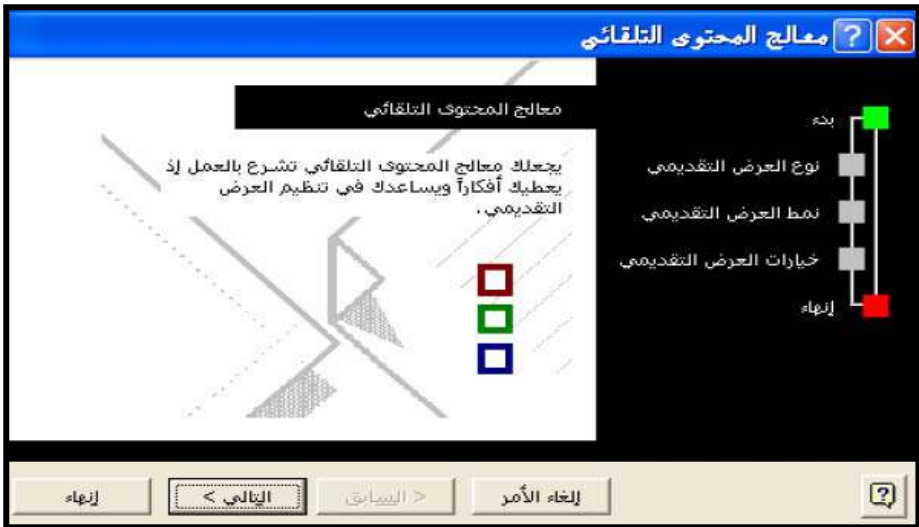 معالج المحتوى التلقائي
بدء
نوع العرض التقديمي
نمط العرض التقديمي
خيارات العرض التقديمي
إنهاء
معالج المحتوى التلقائي
يجعلك معالج المحتوى التلقائي تشرع بالعمل إذ
يعطيك أفكاراً ويساعدك في تنظيم العرض
التقديمي.
إلغاء الأمر
< السابق
التالي >
إنهاء